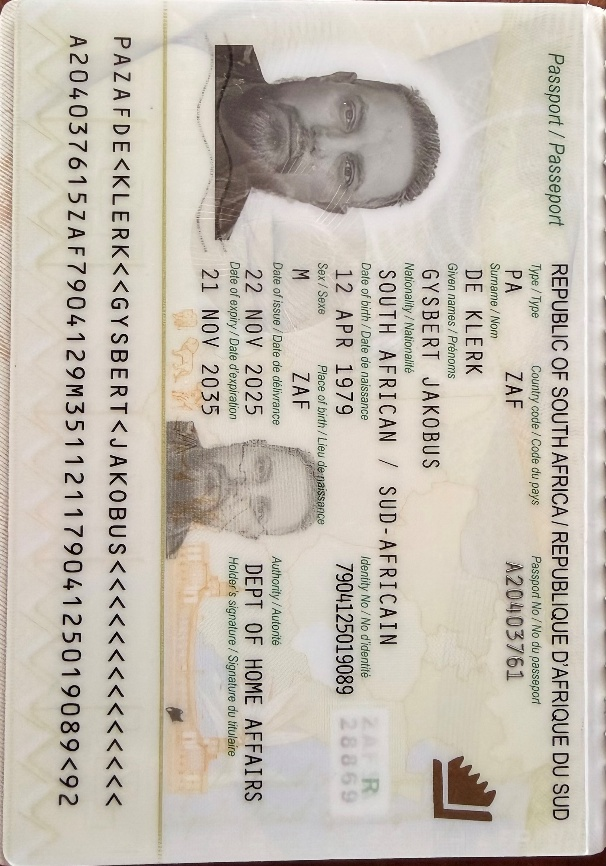 Passport / Passeport
REPUBLIC OF SOUTH AFRICA / REPUBLIQUE D'AFRIQUE DU SUD
Type / Type Country code / Code du pays Passport No / No du passeport
PA ZAF A20403761
Surname / Nom
DE KLERK
Given names / Prénoms
GYSBERT JAKOBUS
Nationality / Nationalité
SOUTH AFRICAN / SUD-AFRICAIN
Date of birth / Date de naissance Identity No / No d'identité
12 APR 1979 7904125019089
Sex / Sexe Place of birth / Lieu de naissance
M ZAF
Date of issue / Date de délivrance Authority / Autorité
22 NOV 2025 DEPT OF HOME AFFAIRS
Date of expiry / Date d'expiration Holder's signature / Signature du titulaire
21 NOV 2035
PAZAFDE<KLERK<<GYSBERT<JAKOBUS<<<<<<<<<<<<<<
A204037615ZAF7904129M35112117904125019089<92